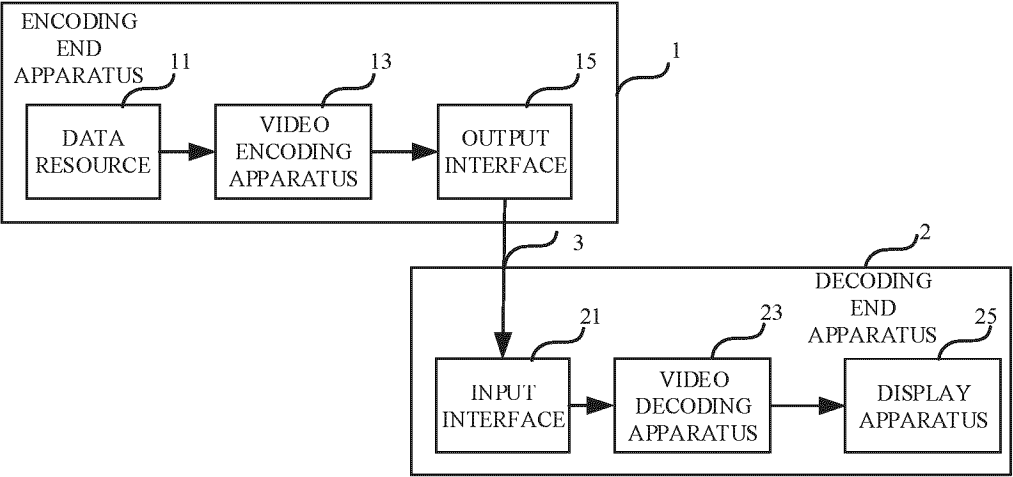 ENCODING
END
APPARATUS
11
13
15
1
DATA
RESOURCE
VIDEO
ENCODING
APPARATUS
OUTPUT
INTERFACE
3
2
DECODING
END
APPARATUS
21
23
25
INPUT
INTERFACE
VIDEO
DECODING
APPARATUS
DISPLAY
APPARATUS